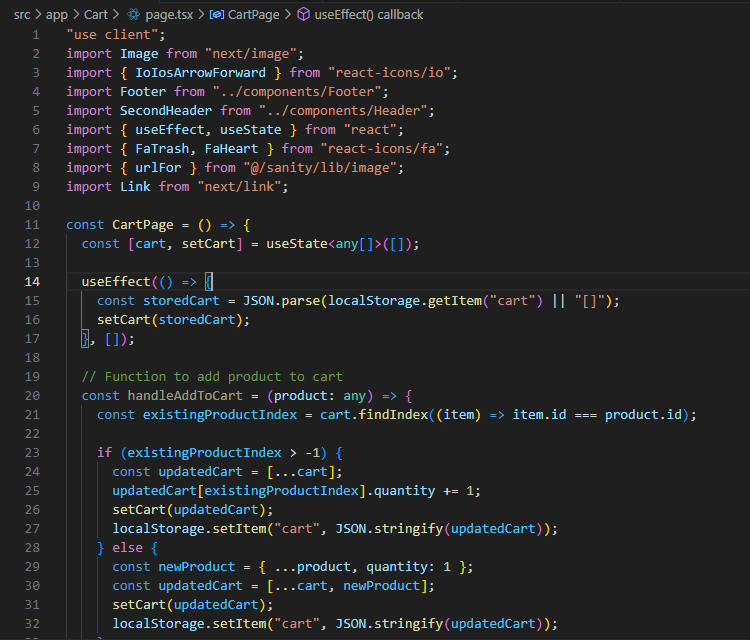 src > app > Cart > page.tsx > CartPage > useEffect() callback
1 "use client";
2 import Image from "next/image";
3 import { IoIosArrowForward } from "react-icons/io";
4 import Footer from "../components/Footer";
5 import SecondHeader from "../components/Header";
6 import { useEffect, useState } from "react";
7 import { FaTrash, FaHeart } from "react-icons/fa";
8 import { urlFor } from "@/sanity/lib/image";
9 import Link from "next/link";
10
11 const CartPage = () => {
12   const [cart, setCart] = useState<any[]>([]);
13
14   useEffect(() => {
15     const storedCart = JSON.parse(localStorage.getItem("cart") || "[]");
16     setCart(storedCart);
17   }, []);
18
19   // Function to add product to cart
20   const handleAddToCart = (product: any) => {
21     const existingProductIndex = cart.findIndex((item) => item.id === product.id);
22
23     if (existingProductIndex > -1) {
24       const updatedCart = [...cart];
25       updatedCart[existingProductIndex].quantity += 1;
26       setCart(updatedCart);
27       localStorage.setItem("cart", JSON.stringify(updatedCart));
28     } else {
29       const newProduct = { ...product, quantity: 1 };
30       const updatedCart = [...cart, newProduct];
31       setCart(updatedCart);
32       localStorage.setItem("cart", JSON.stringify(updatedCart));